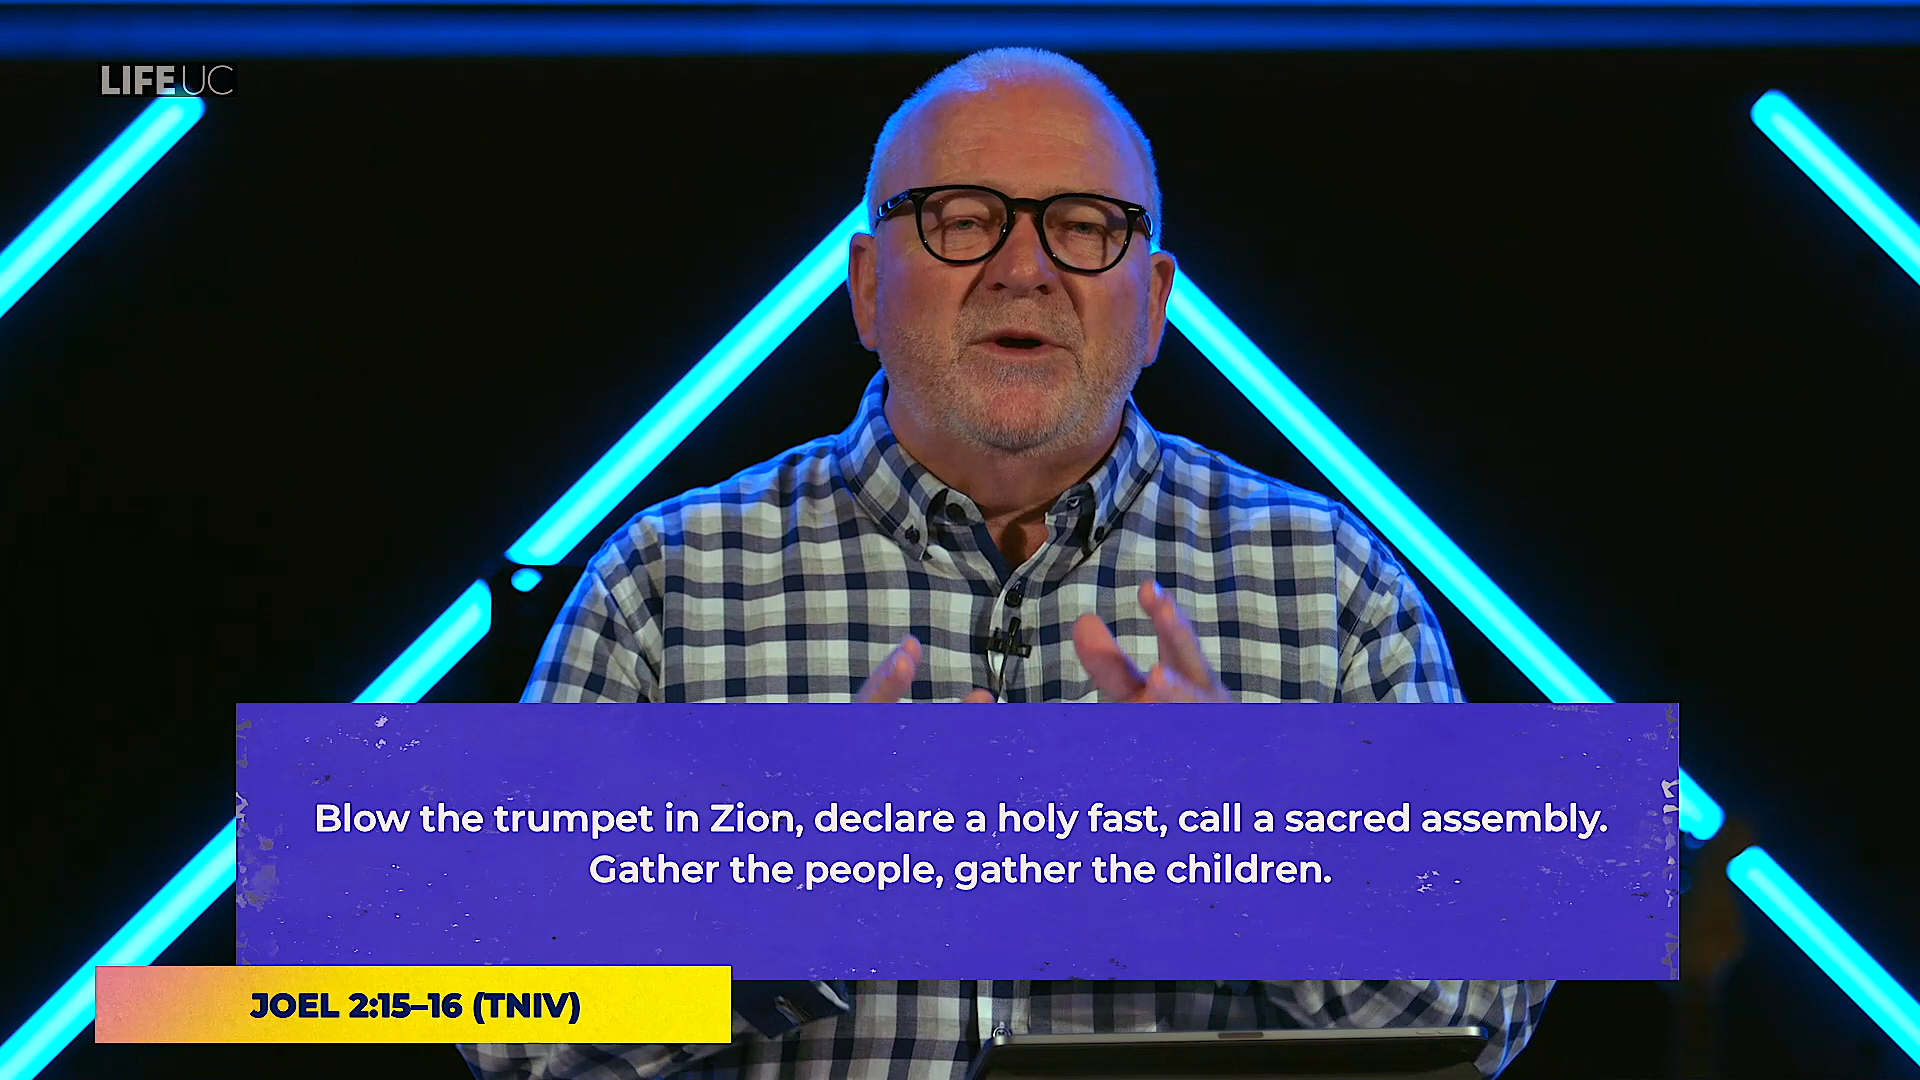 LIFEUC
Blow the trumpet in Zion, declare a holy fast, call a sacred assembly.
Gather the people, gather the children.
JOEL 2:15–16 (TNIV)